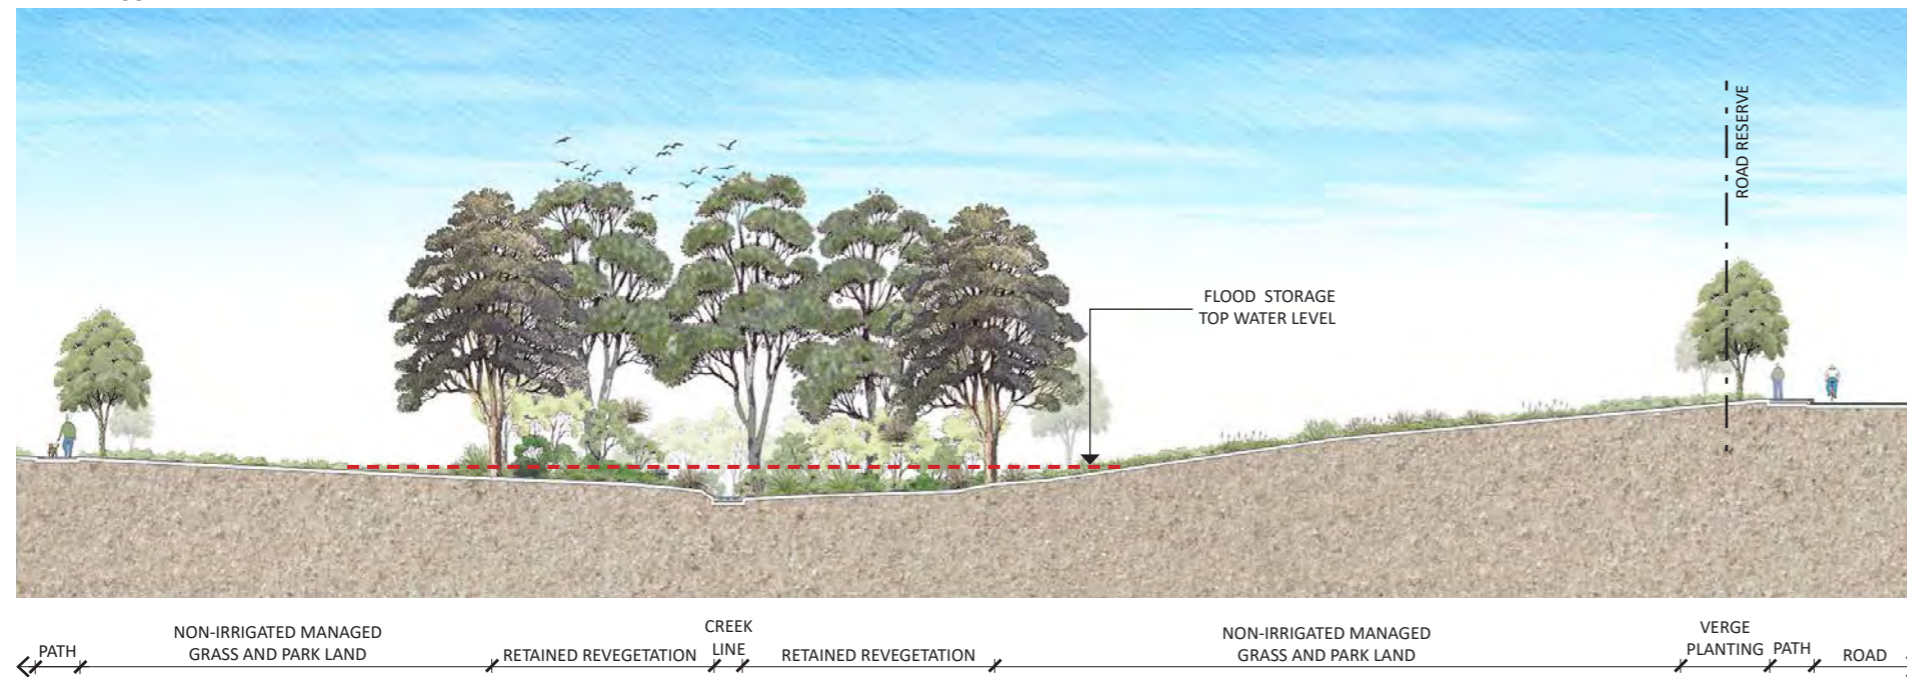 ROAD RESERVE
FLOOD STORAGE
TOP WATER LEVEL
PATH
NON-IRRIGATED MANAGED
GRASS AND PARK LAND
RETAINED REVEGETATION
CREEK
LINE
RETAINED REVEGETATION
NON-IRRIGATED MANAGED
GRASS AND PARK LAND
VERGE
PLANTING
PATH
ROAD